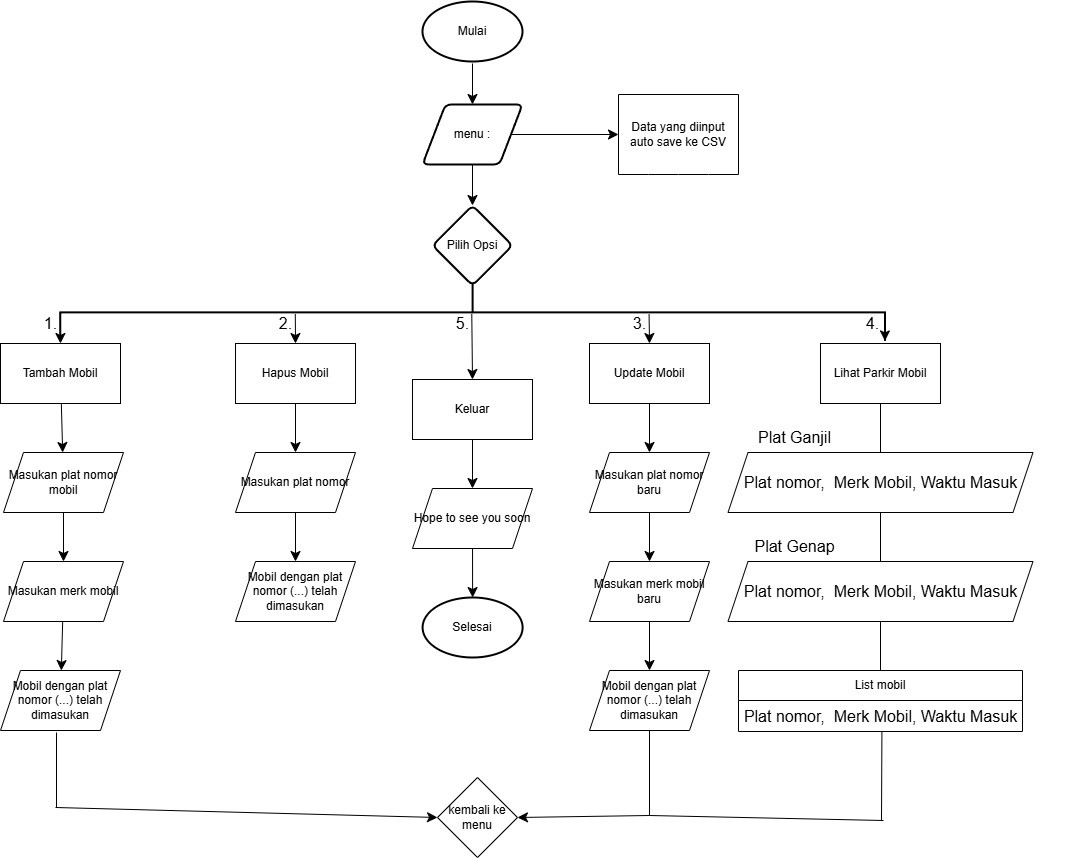 Mulai
menu :
Data yang diinput
auto save ke CSV
Pilih Opsi
1.
2.
5.
3.
4.
Tambah Mobil
Hapus Mobil
Keluar
Update Mobil
Lihat Parkir Mobil
Masukan plat nomor
mobil
Masukan merk mobil
Mobil dengan plat
nomor (...) telah
dimasukan
Masukan plat nomor
Mobil dengan plat
nomor (...) telah
dimasukan
Hope to see you soon
Selesai
Masukan plat nomor
baru
Masukan merk mobil
baru
Mobil dengan plat
nomor (...) telah
dimasukan
Plat Ganjil
Plat nomor,  Merk Mobil, Waktu Masuk
Plat Genap
Plat nomor,  Merk Mobil, Waktu Masuk
List mobil
Plat nomor,  Merk Mobil, Waktu Masuk
kembali ke
menu